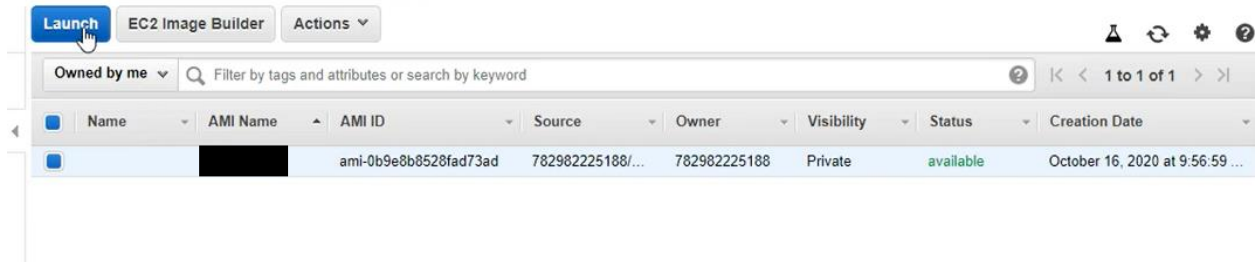 Launch EC2 Image Builder Actions
Owned by me Filter by tags and attributes or search by keyword 1 to 1 of 1
Name AMI Name AMI ID Source Owner Visibility Status Creation Date
ami-0b9e8b8528fad73ad 782982225188/... 782982225188 Private available October 16, 2020 at 9:56:59 ...